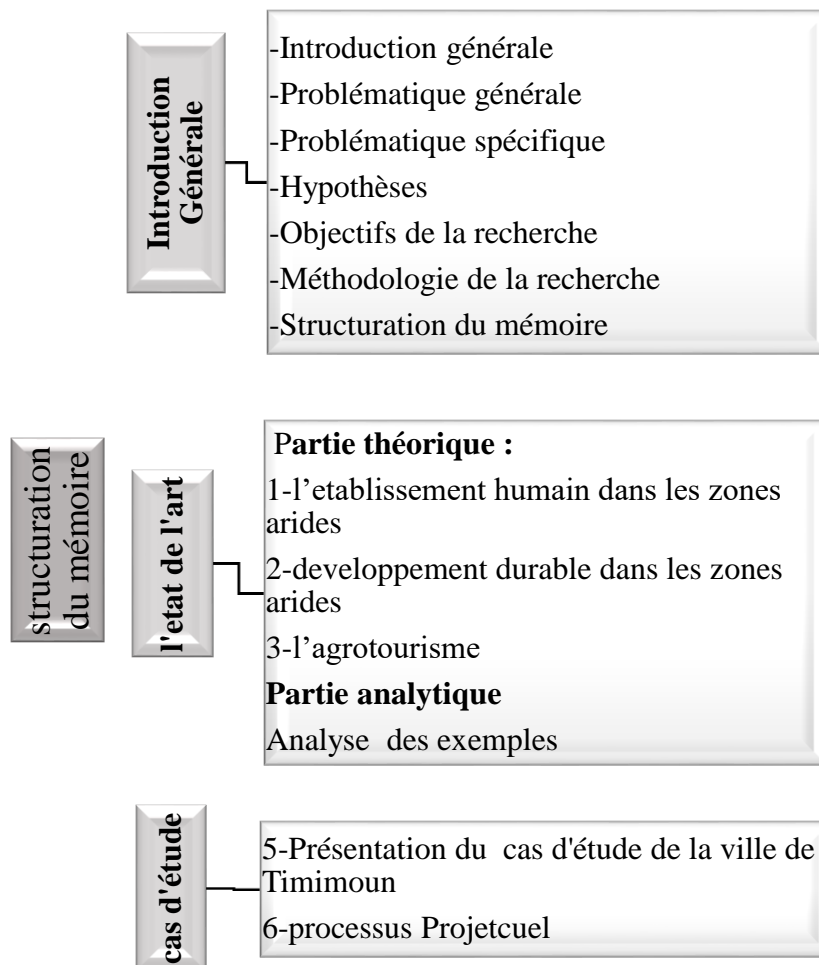 Introduction
Générale
-Introduction générale
-Problématique générale
-Problématique spécifique
-Hypothèses
-Objectifs de la recherche
-Méthodologie de la recherche
-Structuration du mémoire
structuration
du mémoire
l'etat de l'art
Partie théorique :
1-l’etablissement humain dans les zones
arides
2-developpement durable dans les zones
arides
3-l’agrotourisme
Partie analytique
Analyse des exemples
cas d'étude
5-Présentation du cas d'étude de la ville de
Timimoun
6-processus Projetcuel